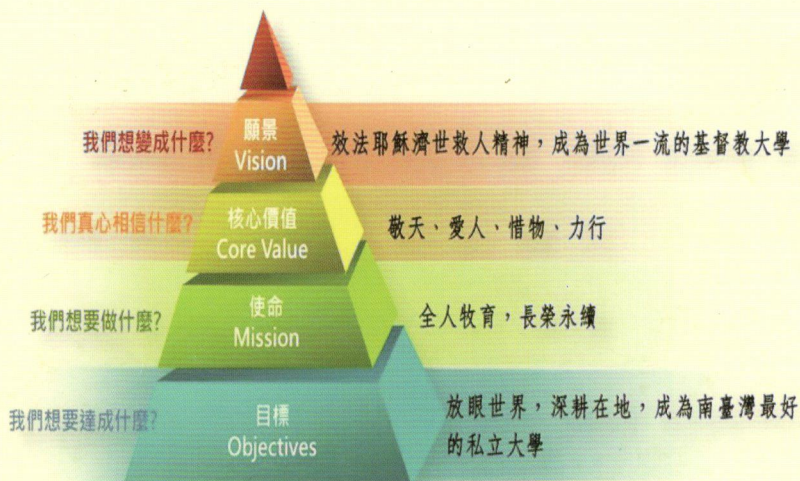 我們想變成什麼?
願景
Vision
效法耶穌濟世救人精神，成為世界一流的基督教大學
我們真心相信什麼?
核心價值
Core Value
敬天、愛人、惜物、力行
我們想要做什麼?
使命
Mission
全人牧育，長榮永續
我們想要達成什麼?
目標
Objectives
放眼世界，深耕在地，成為南臺灣最好
的私立大學